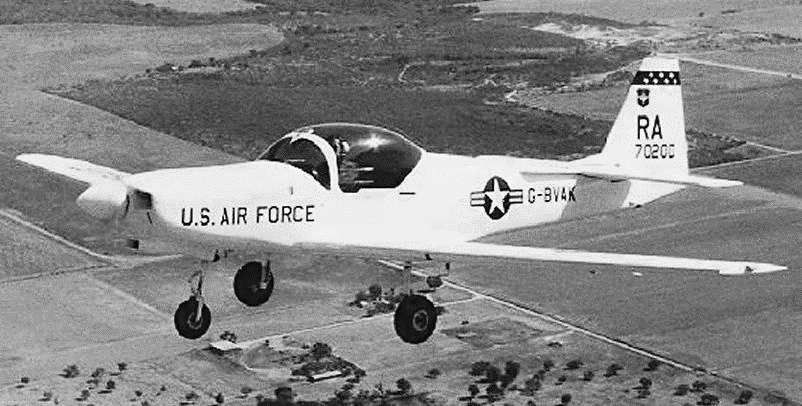 RA
70200
U.S. AIR FORCE
G-BVAK